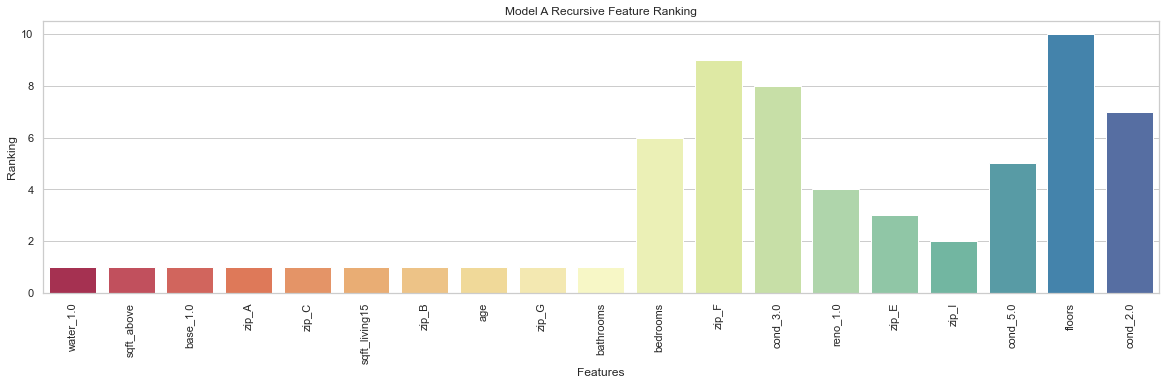 Model A Recursive Feature Ranking
Ranking
10
8
6
4
2
0
water_1.0
sqft_above
base_1.0
zip_A
zip_C
sqft_living15
zip_B
age
zip_G
bathrooms
bedrooms
zip_F
cond_3.0
reno_1.0
zip_E
zip_I
cond_5.0
floors
cond_2.0
Features